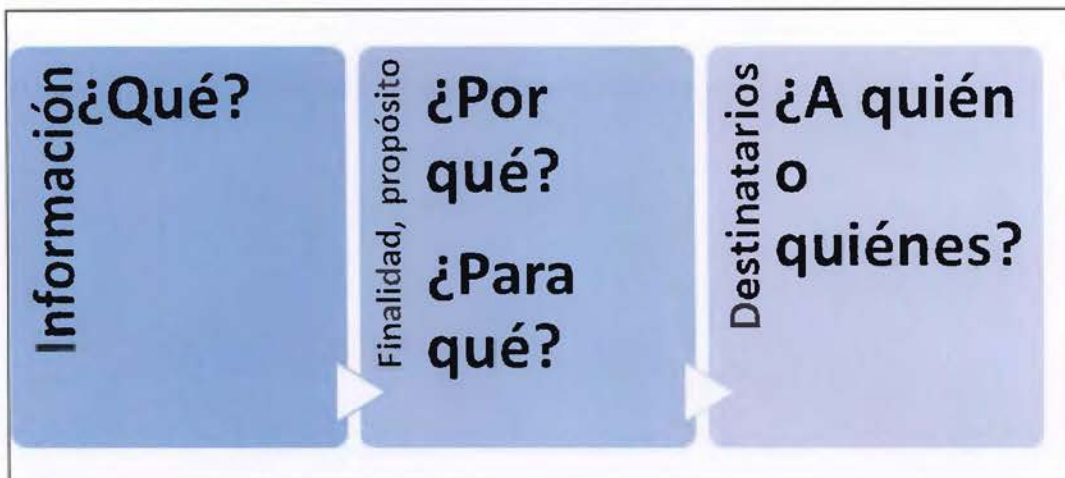 Información
¿Qué?
Finalidad, propósito
¿Por
qué?
¿Para
qué?
Destinatarios
¿A quién
o
quiénes?